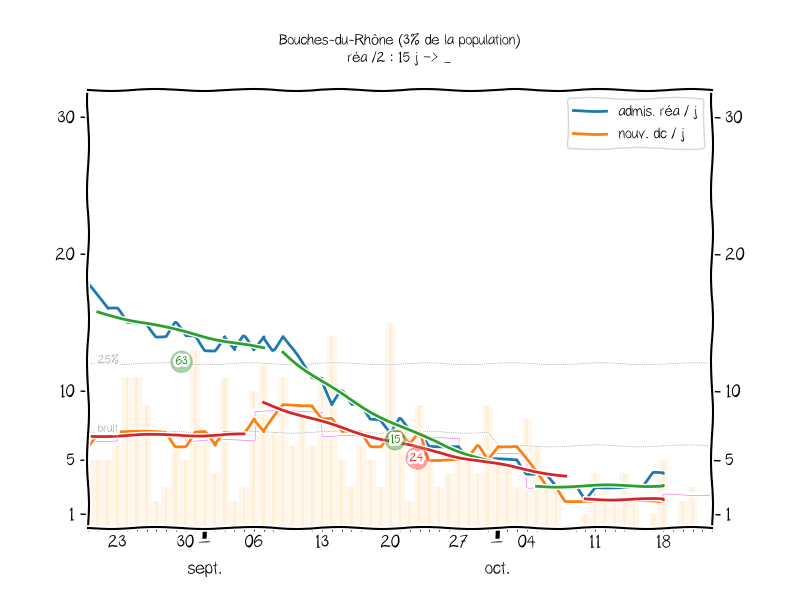 Bouches-du-Rhône (3% de la population)
réa /2 : 15 j -> _
admis. réa / j
nouv. dc / j
30 30
20 20
25%
63
10 10
bruit
15
24
5 5
1 1
23 30 06 13 20 27 04 11 18
sept. oct.